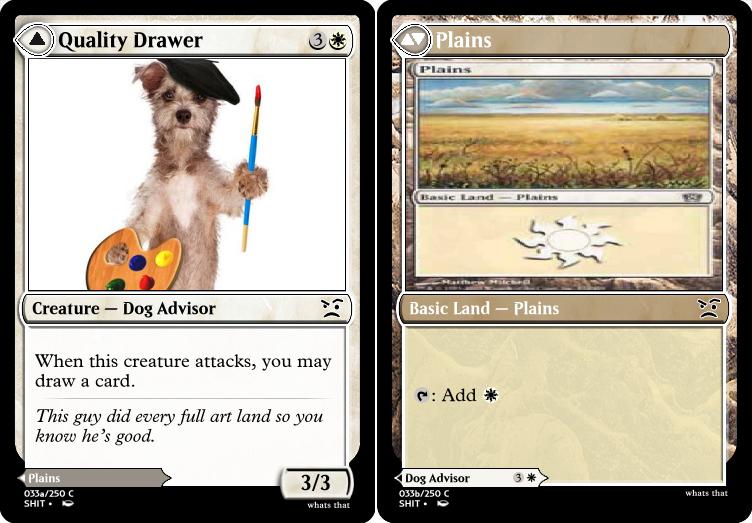 Quality Drawer 3
Creature — Dog Advisor
When this creature attacks, you may
draw a card.
This guy did every full art land so you
know he's good.
Plains
3/3
033a/250 C
SHIT •
whats that
Plains
Plains
Basic Land — Plains
Matthew Mitchell
Basic Land — Plains
: Add
Dog Advisor 3
033b/250 C
SHIT •
whats that